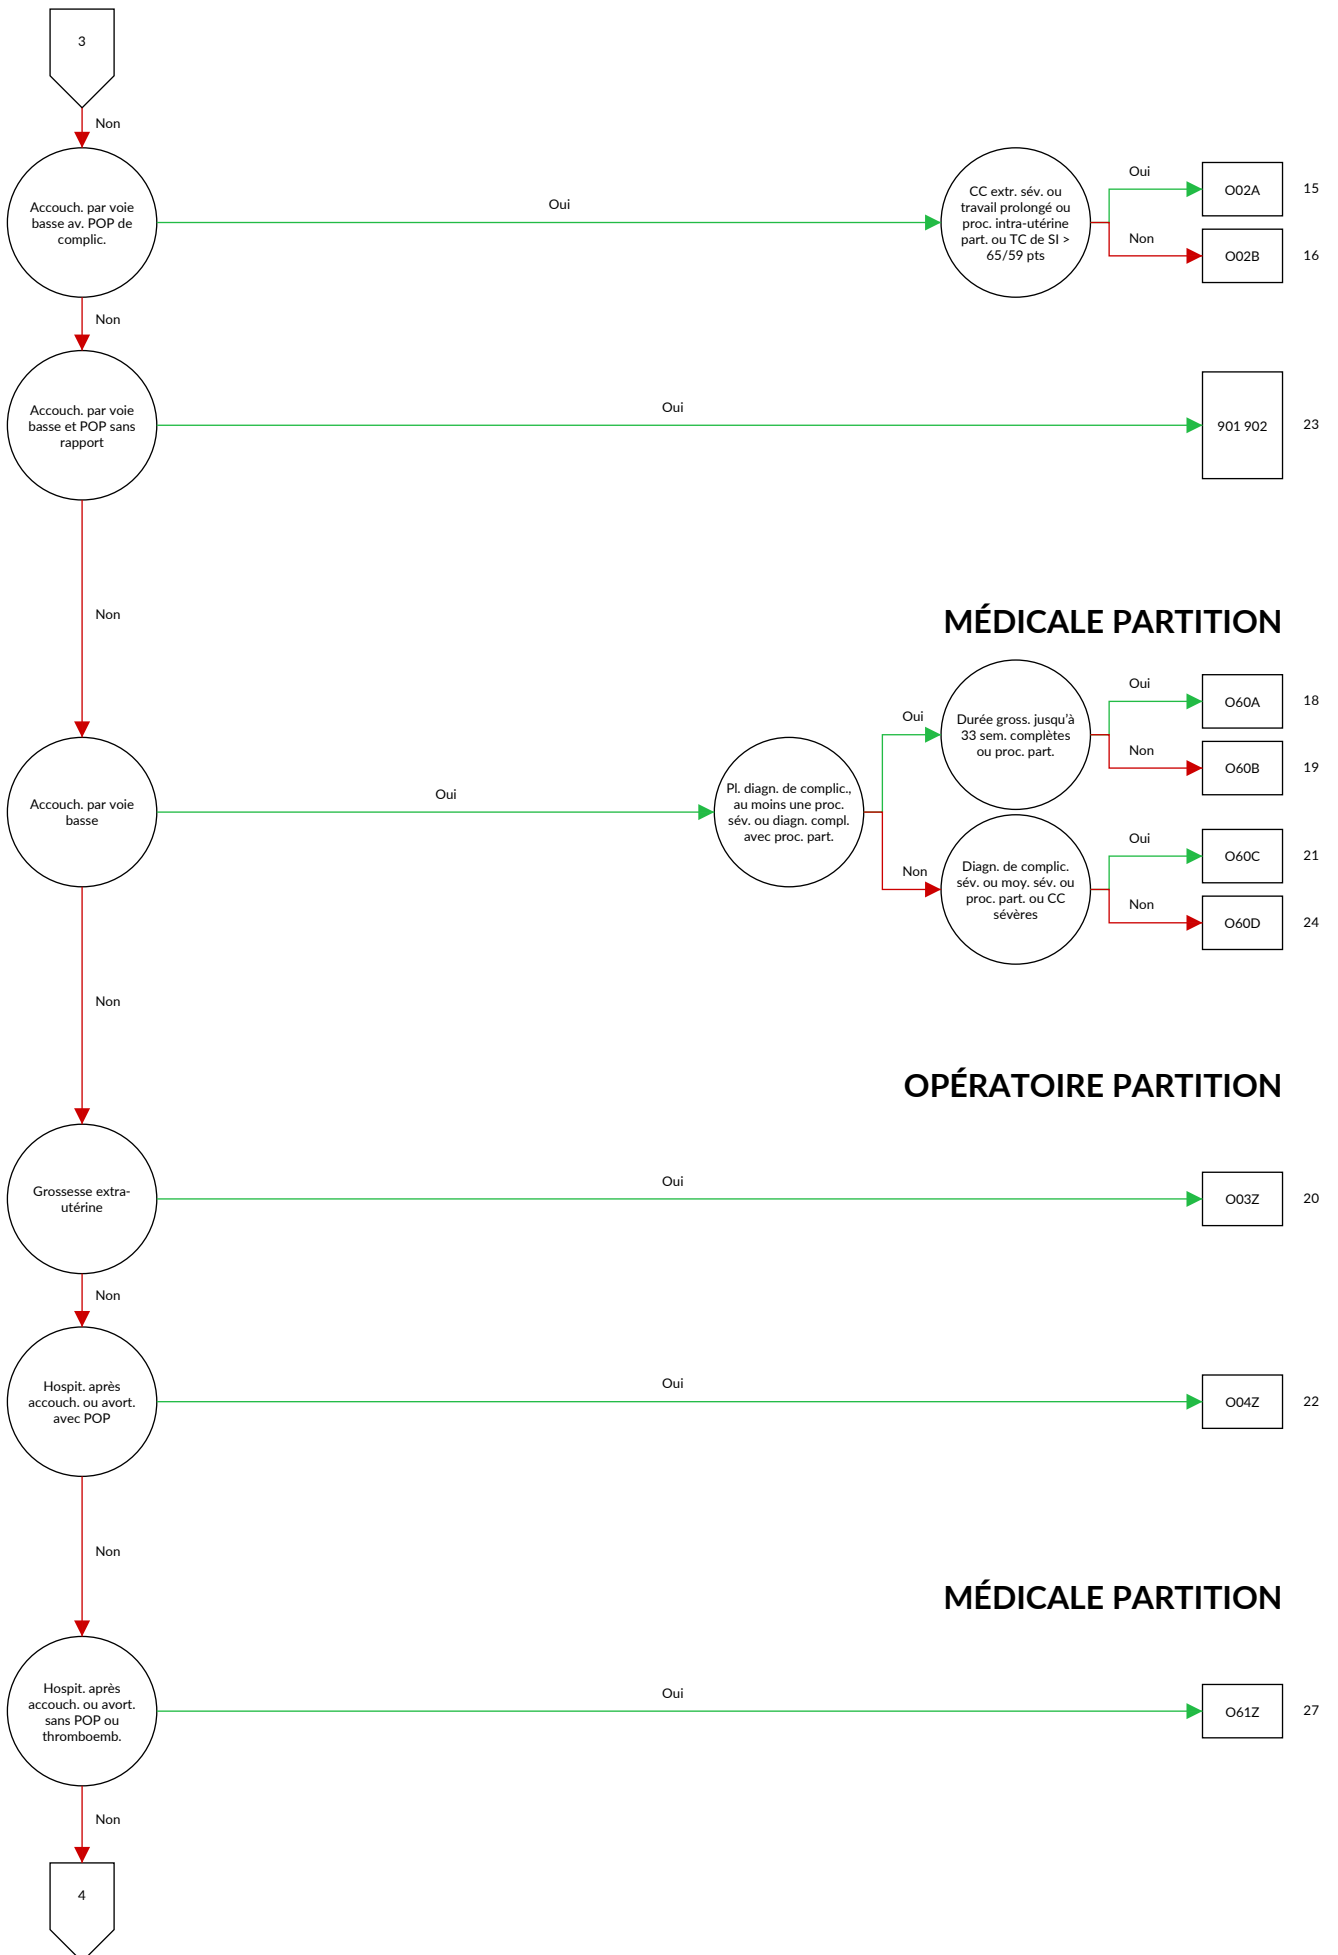 3
Non
Accouch. par voie
basse av. POP de
complic.
Oui
CC extr. sév. ou
travail prolongé ou
proc. intra-utérine
part. ou TC de SI >
65/59 pts
Oui
O02A
15
Non
O02B
16
Non
Accouch. par voie
basse et POP sans
rapport
Oui
901 902
23
Non
MÉDICALE PARTITION
Accouch. par voie
basse
Oui
Pl. diagn. de complic.,
au moins une proc.
sév. ou diagn. compl.
avec proc. part.
Oui
Durée gross. jusqu'à
33 sem. complètes
ou proc. part.
Oui
O60A
18
Non
O60B
19
Non
Diagn. de complic.
sév. ou moy. sév. ou
proc. part. ou CC
sévères
Oui
O60C
21
Non
O60D
24
Non
OPÉRATOIRE PARTITION
Grossesse extra-
utérine
Oui
O03Z
20
Non
Hospit. après
accouch. ou avort.
avec POP
Oui
O04Z
22
Non
MÉDICALE PARTITION
Hospit. après
accouch. ou avort.
sans POP ou
thromboemb.
Oui
O61Z
27
Non
4